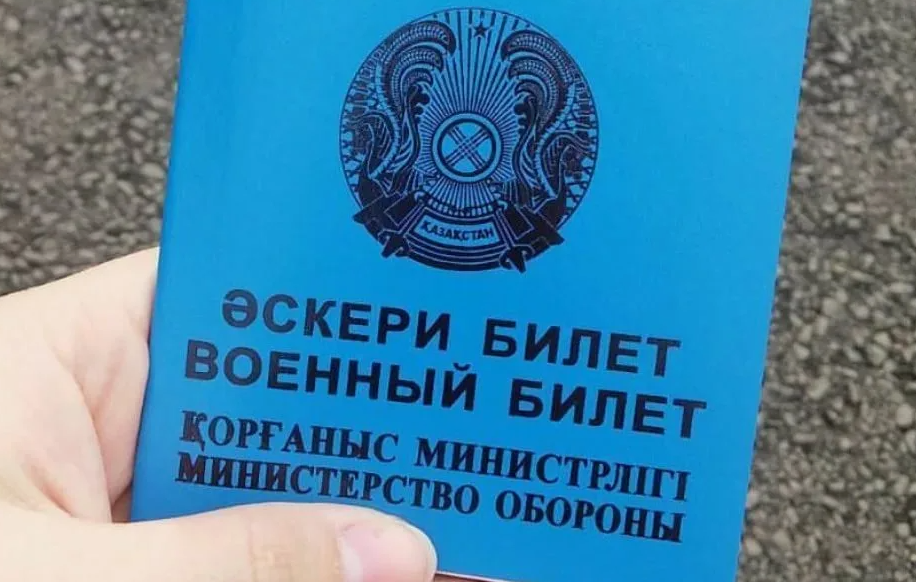 ҚАЗАҚСТАН
ӘСКЕРИ БИЛЕТ
ВОЕННЫЙ БИЛЕТ
ҚОРҒАНЫС МИНИСТРЛІГІ
МИНИСТЕРСТВО ОБОРОНЫ